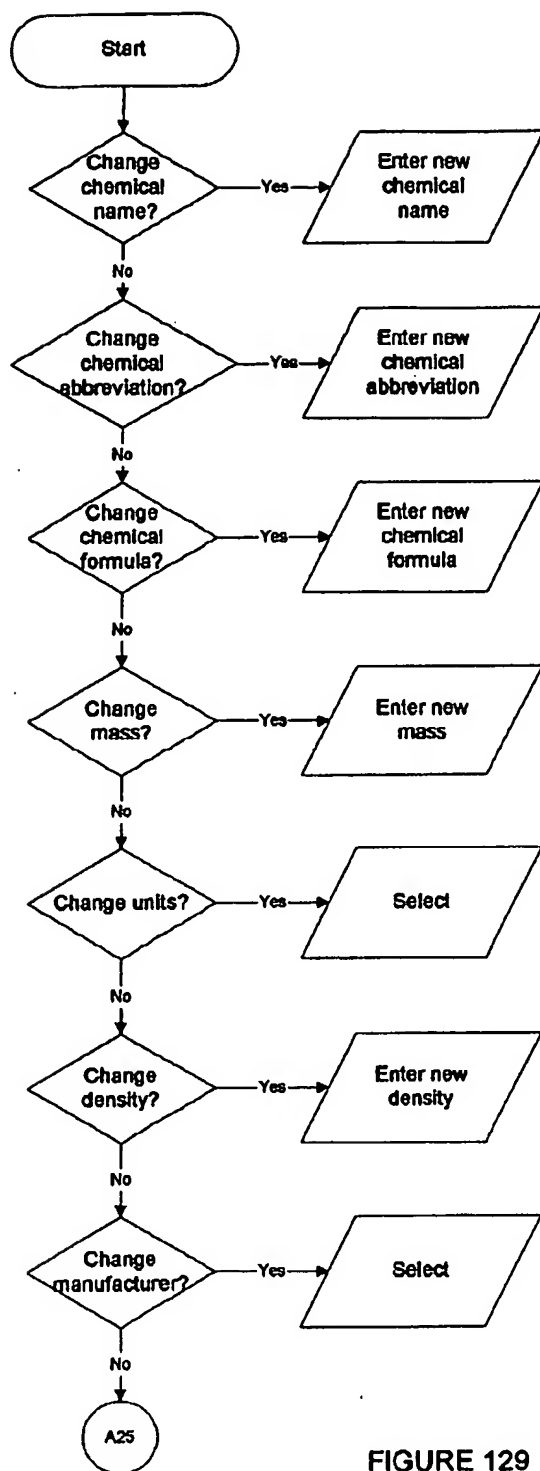 Start
Change
chemical
name?
Yes
Enter new
chemical
name
No
Change
chemical
abbreviation?
Yes
Enter new
chemical
abbreviation
No
Change
chemical
formula?
Yes
Enter new
chemical
formula
No
Change
mass?
Yes
Enter new
mass
No
Change units?
Yes
Select
No
Change
density?
Yes
Enter new
density
No
Change
manufacturer?
Yes
Select
No
A25
FIGURE 129